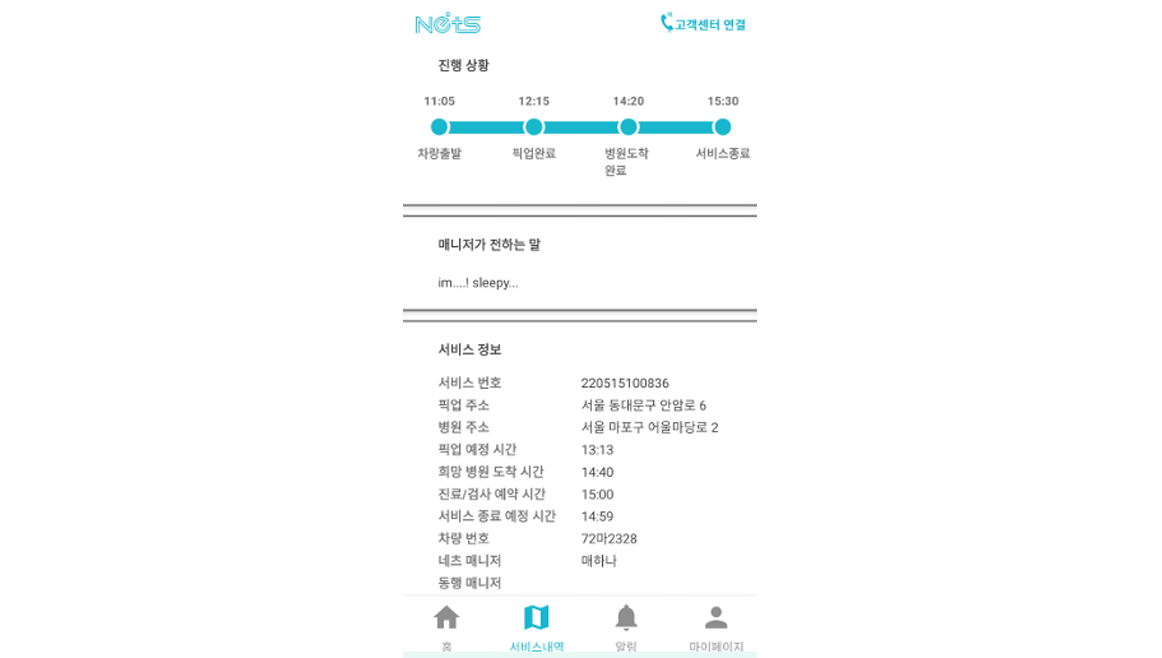 Nets
고객센터 연결
진행 상황
11:05 12:15 14:20 15:30
차량출발 픽업완료 병원도착 서비스종료
완료
매니저가 전하는 말
im....! sleepy...
서비스 정보
서비스 번호 220515100836
픽업 주소 서울 동대문구 안암로 6
병원 주소 서울 마포구 어울마당로 2
픽업 예정 시간 13:13
희망 병원 도착 시간 14:40
진료/검사 예약 시간 15:00
서비스 종료 예정 시간 14:59
차량 번호 72마2328
네츠 매니저 매하나
동행 매니저
홈 서비스내역 알림 마이페이지